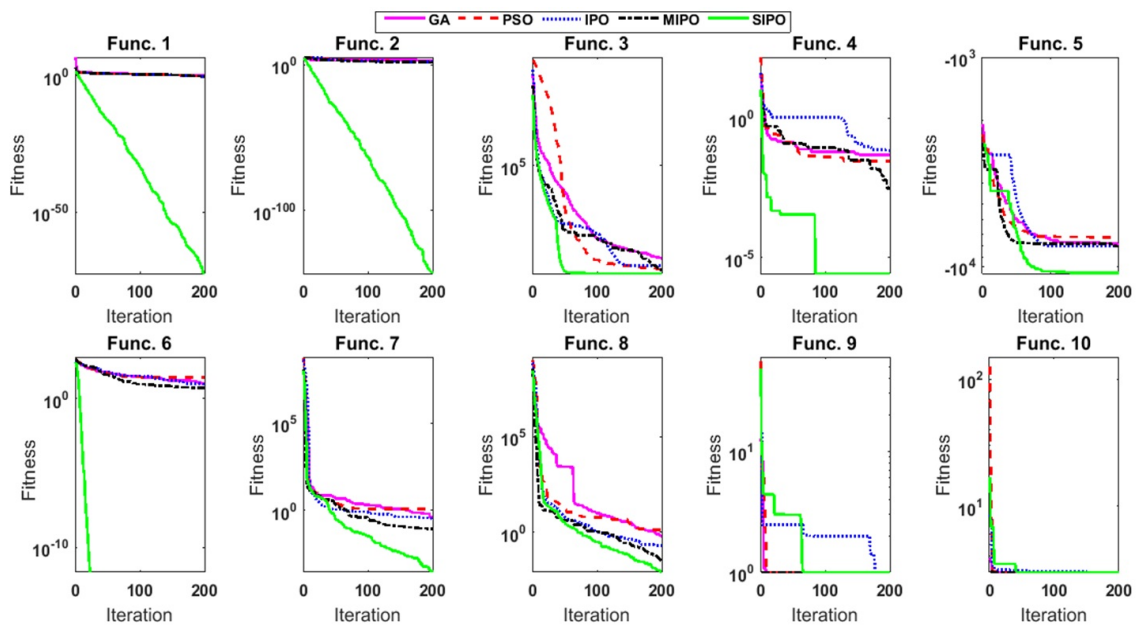 GA PSO IPO MIPO SIPO
Func. 1 Func. 2 Func. 3 Func. 4 Func. 5
Fitness
10^0
10^-50
0 100 200
Iteration
Fitness
10^0
10^-100
0 100 200
Iteration
Fitness
10^5
0 100 200
Iteration
Fitness
10^0
10^-5
0 100 200
Iteration
Fitness
-10^3
-10^4
0 100 200
Iteration
Func. 6 Func. 7 Func. 8 Func. 9 Func. 10
Fitness
10^0
10^-10
0 100 200
Iteration
Fitness
10^5
10^0
0 100 200
Iteration
Fitness
10^5
10^0
0 100 200
Iteration
Fitness
10^1
10^0
0 100 200
Iteration
Fitness
10^2
10^1
0 100 200
Iteration